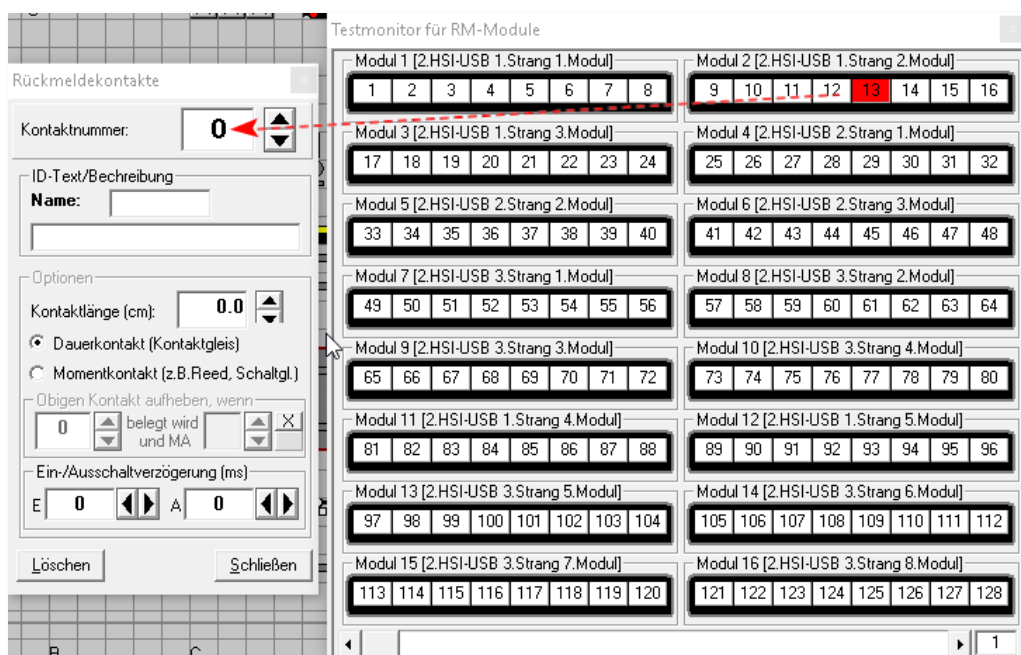 Testmonitor für RM-Module
Rückmeldekontakte
Kontaktnummer: 0
ID-Text/Bechreibung
Name:
Optionen
Kontaktlänge (cm): 0.0
Dauerkontakt (Kontaktgleis)
Momentkontakt (z.B.Reed, Schaltgl.)
Obigen Kontakt aufheben, wenn
0 belegt wird und MA X
Ein-/Ausschaltverzögerung (ms)
E 0 A 0
Löschen Schließen
B C
Modul 1 [2.HSI-USB 1.Strang 1.Modul] Modul 2 [2.HSI-USB 1.Strang 2.Modul]
1 2 3 4 5 6 7 8 9 10 11 12 13 14 15 16
Modul 3 [2.HSI-USB 1.Strang 3.Modul] Modul 4 [2.HSI-USB 2.Strang 1.Modul]
17 18 19 20 21 22 23 24 25 26 27 28 29 30 31 32
Modul 5 [2.HSI-USB 2.Strang 2.Modul] Modul 6 [2.HSI-USB 2.Strang 3.Modul]
33 34 35 36 37 38 39 40 41 42 43 44 45 46 47 48
Modul 7 [2.HSI-USB 3.Strang 1.Modul] Modul 8 [2.HSI-USB 3.Strang 2.Modul]
49 50 51 52 53 54 55 56 57 58 59 60 61 62 63 64
Modul 9 [2.HSI-USB 3.Strang 3.Modul] Modul 10 [2.HSI-USB 3.Strang 4.Modul]
65 66 67 68 69 70 71 72 73 74 75 76 77 78 79 80
Modul 11 [2.HSI-USB 1.Strang 4.Modul] Modul 12 [2.HSI-USB 1.Strang 5.Modul]
81 82 83 84 85 86 87 88 89 90 91 92 93 94 95 96
Modul 13 [2.HSI-USB 3.Strang 5.Modul] Modul 14 [2.HSI-USB 3.Strang 6.Modul]
97 98 99 100 101 102 103 104 105 106 107 108 109 110 111 112
Modul 15 [2.HSI-USB 3.Strang 7.Modul] Modul 16 [2.HSI-USB 3.Strang 8.Modul]
113 114 115 116 117 118 119 120 121 122 123 124 125 126 127 128
1